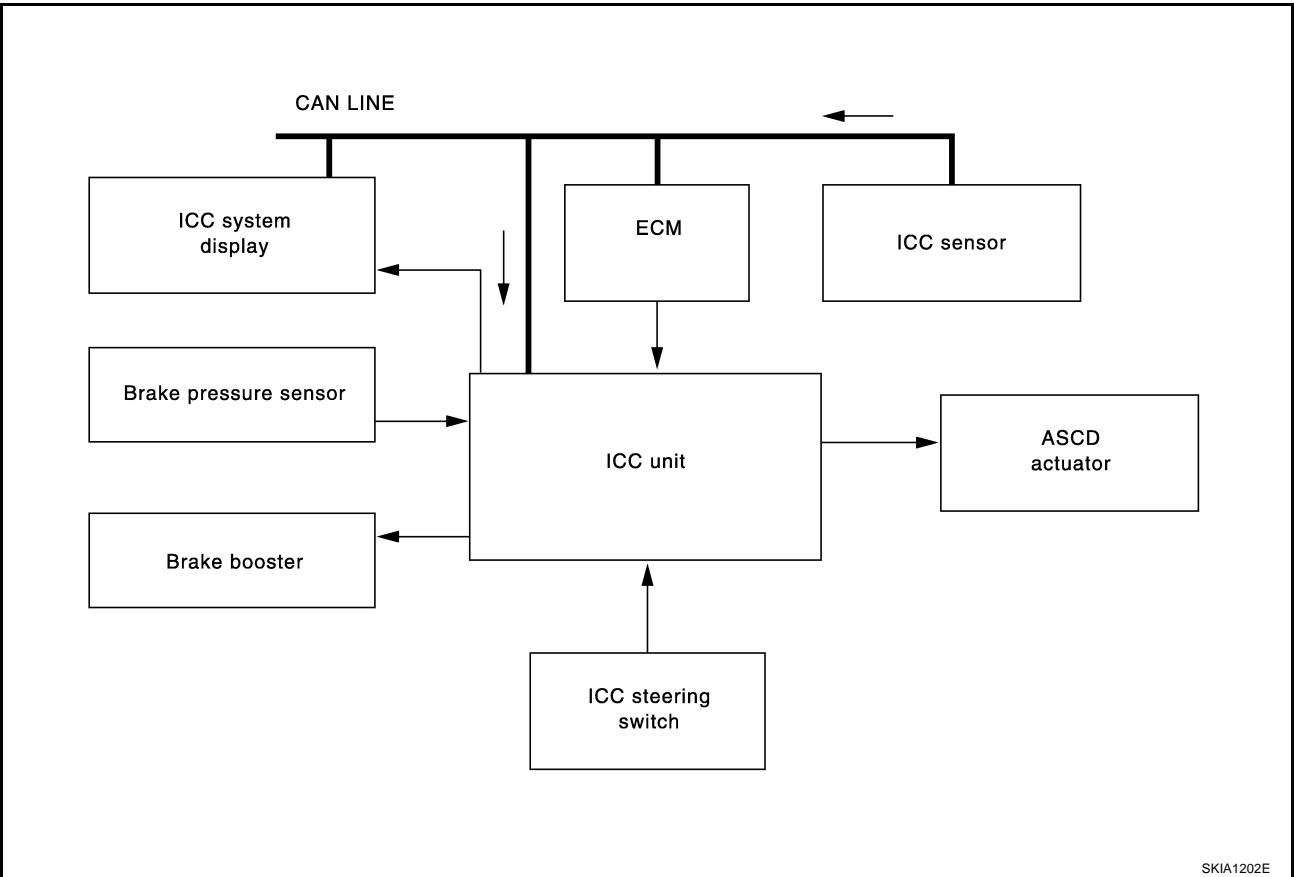 CAN LINE
ICC system
display
ECM
ICC sensor
Brake pressure sensor
ICC unit
ASCD
actuator
Brake booster
ICC steering
switch
SKIA1202E